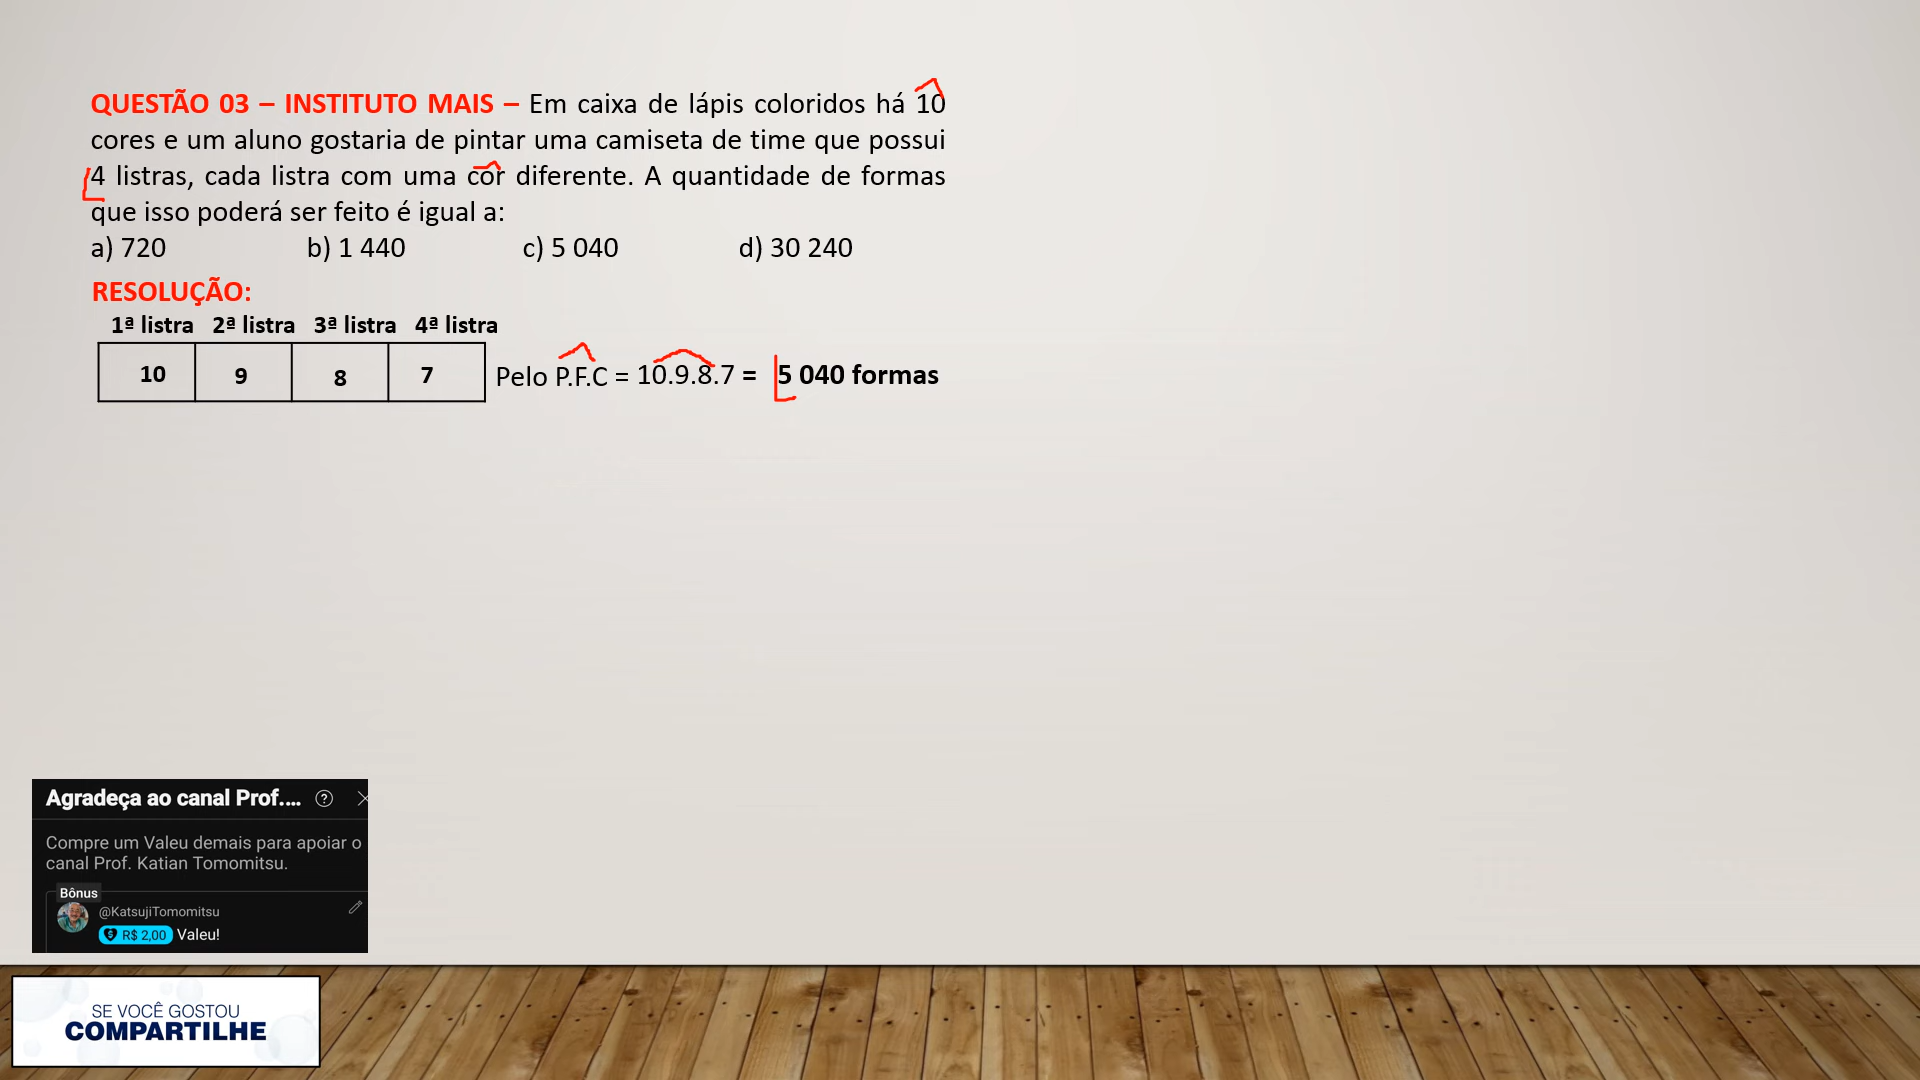 QUESTÃO 03 – INSTITUTO MAIS – Em caixa de lápis coloridos há 10
cores e um aluno gostaria de pintar uma camiseta de time que possui
4 listras, cada listra com uma cor diferente. A quantidade de formas
que isso poderá ser feito é igual a:
a) 720 b) 1 440 c) 5 040 d) 30 240
RESOLUÇÃO:
1ª listra 2ª listra 3ª listra 4ª listra
10 9 8 7 Pelo P.F.C = 10.9.8.7 = 5 040 formas
Agradeça ao canal Prof....
Compre um Valeu demais para apoiar o
canal Prof. Katian Tomomitsu.
Bônus
@KatsujiTomomitsu
R$ 2,00 Valeu!
SE VOCÊ GOSTOU
COMPARTILHE